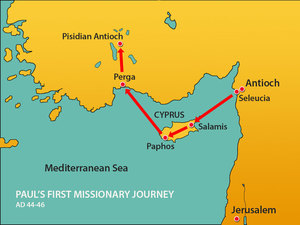 Pisidian Antioch
Perga
Antioch
Seleucia
CYPRUS
Salamis
Paphos
Mediterranean Sea
PAUL'S FIRST MISSIONARY JOURNEY
AD 44-46
Jerusalem